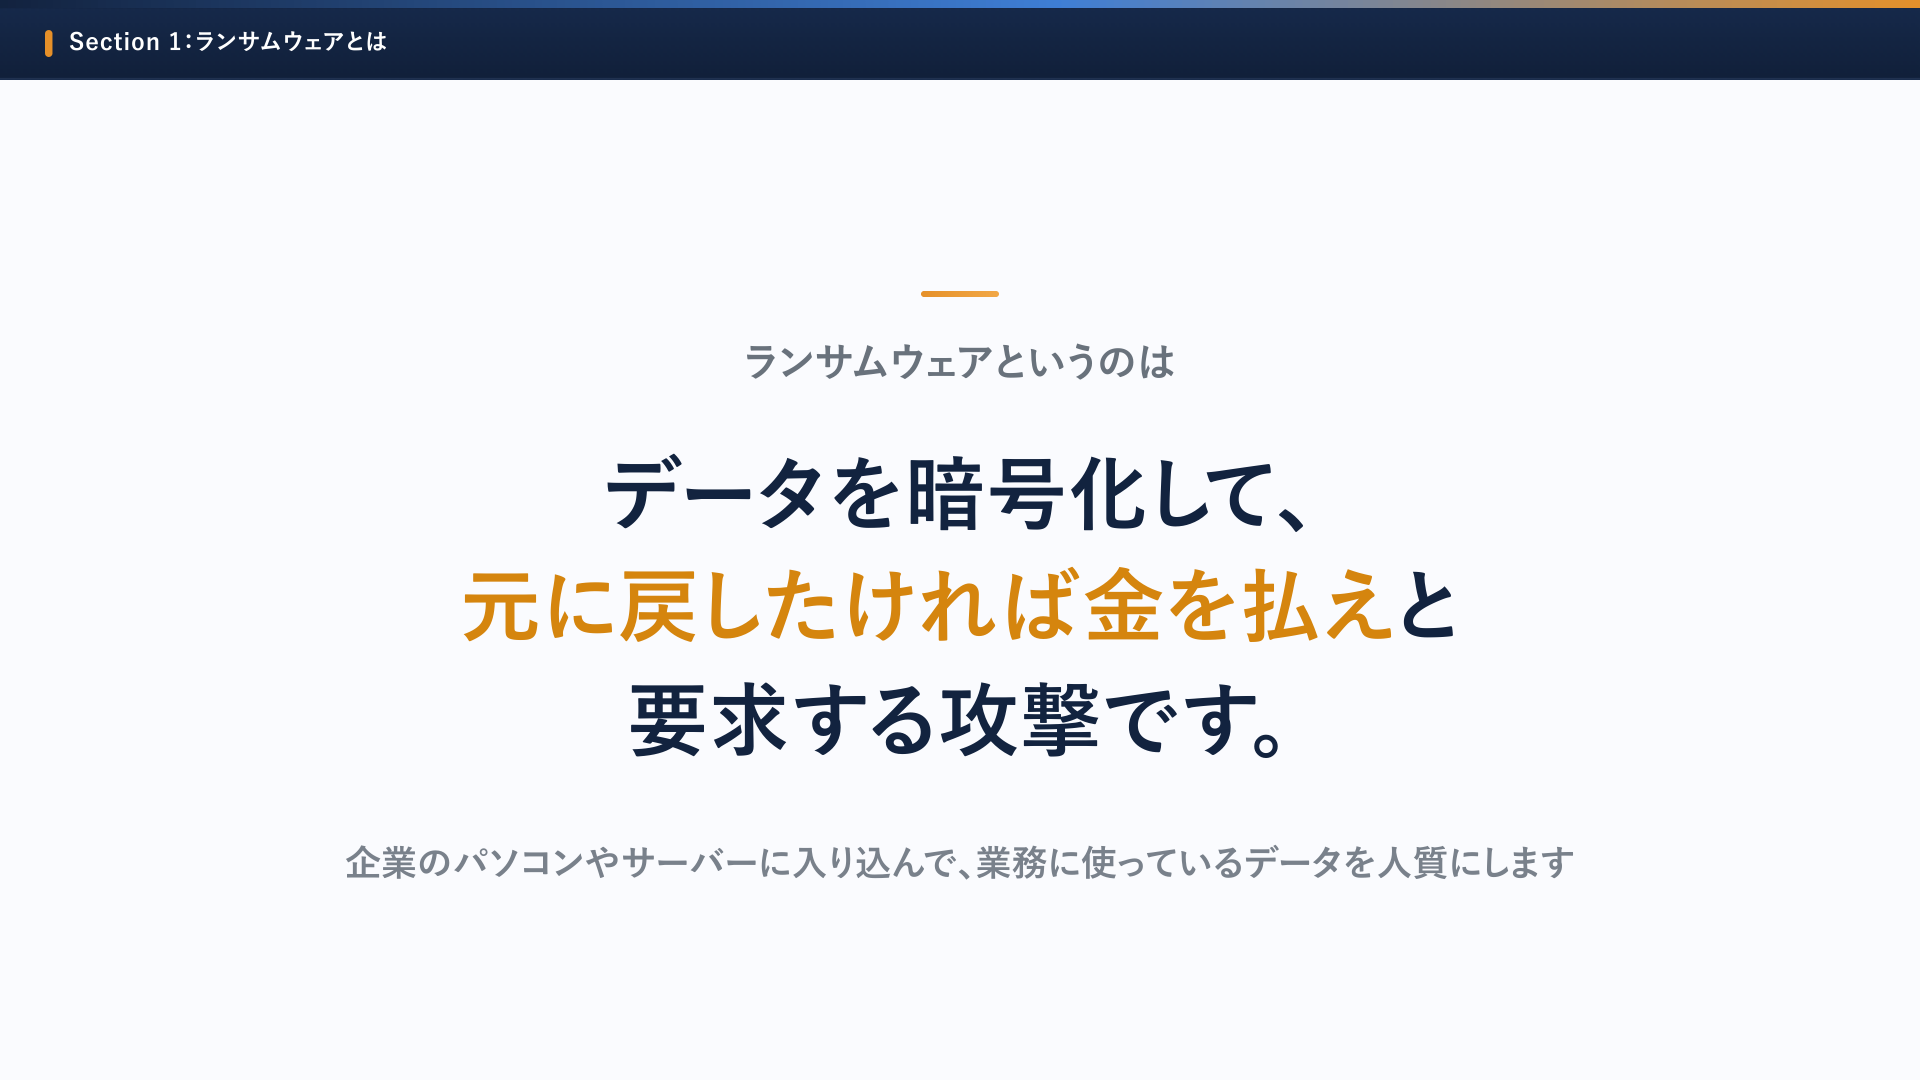 Section 1：ランサムウェアとは
ランサムウェアというのは
データを暗号化して、
元に戻したければ金を払えと
要求する攻撃です。
企業のパソコンやサーバーに入り込んで、業務に使っているデータを人質にします